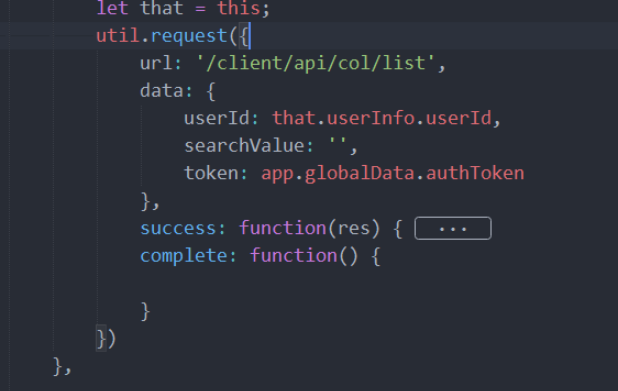 let that = this;
util.request({
url: '/client/api/col/list',
data: {
userId: that.userInfo.userId,
searchValue: '',
token: app.globalData.authToken
},
success: function(res) { ...
complete: function() {
}
})
},